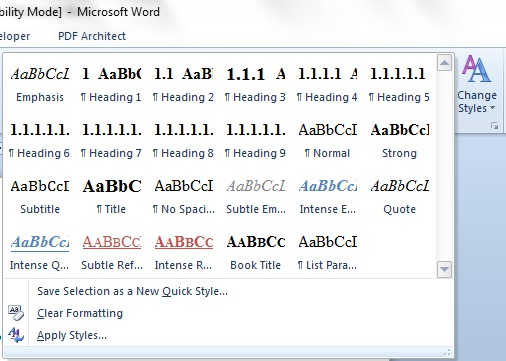 bility Mode] - Microsoft Word
eloper PDF Architect
AaBbCcI 1 AaBbC 1.1 AaB 1.1.1 A 1.1.1.1 A 1.1.1.1.1
Emphasis ¶ Heading 1 ¶ Heading 2 ¶ Heading 3 ¶ Heading 4 ¶ Heading 5
1.1.1.1.1. 1.1.1.1.1. 1.1.1.1.1. 1.1.1.1.1. AaBbCcI AaBbCcI
¶ Heading 6 ¶ Heading 7 ¶ Heading 8 ¶ Heading 9 ¶ Normal Strong
AaBbCcI AaBbC AaBbCcI AaBbCcI AaBbCcI AaBbCcI
Subtitle ¶ Title ¶ No Spaci... Subtle Em... Intense E... Quote
AaBbCcI AABBCC AABBCC AABBCC AaBbCcI
Intense Q... Subtle Ref... Intense R... Book Title ¶ List Para...
Save Selection as a New Quick Style...
Clear Formatting
Apply Styles...
AA
Change
Styles